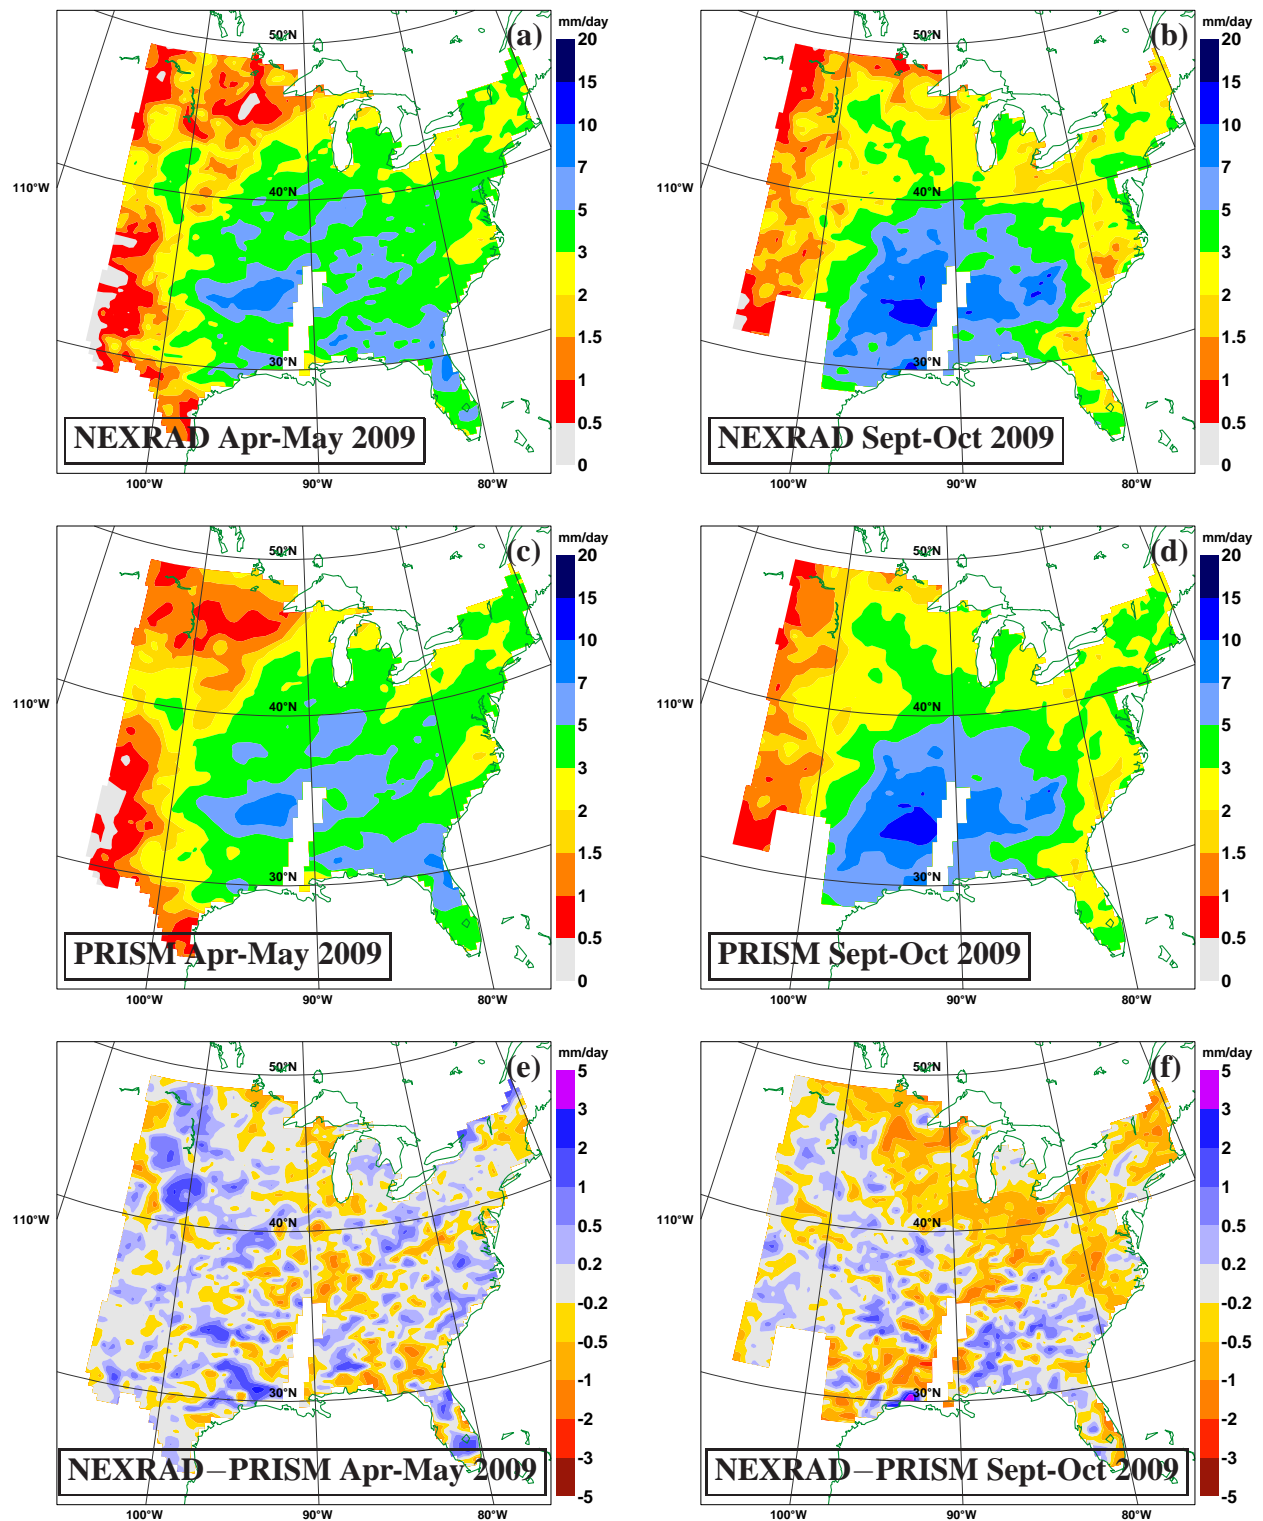 mm/day
(a)
50°N
40°N
30°N
110°W
100°W
90°W
80°W
20
15
10
7
5
3
2
1.5
1
0.5
0
NEXRAD Apr-May 2009
mm/day
(b)
50°N
40°N
30°N
110°W
100°W
90°W
80°W
20
15
10
7
5
3
2
1.5
1
0.5
0
NEXRAD Sept-Oct 2009
mm/day
(c)
50°N
40°N
30°N
110°W
100°W
90°W
80°W
20
15
10
7
5
3
2
1.5
1
0.5
0
PRISM Apr-May 2009
mm/day
(d)
50°N
40°N
30°N
110°W
100°W
90°W
80°W
20
15
10
7
5
3
2
1.5
1
0.5
0
PRISM Sept-Oct 2009
mm/day
(e)
50°N
40°N
30°N
110°W
100°W
90°W
80°W
5
3
2
1
0.5
0.2
-0.2
-0.5
-1
-2
-3
-5
NEXRAD−PRISM Apr-May 2009
mm/day
(f)
50°N
40°N
30°N
110°W
100°W
90°W
80°W
5
3
2
1
0.5
0.2
-0.2
-0.5
-1
-2
-3
-5
NEXRAD−PRISM Sept-Oct 2009